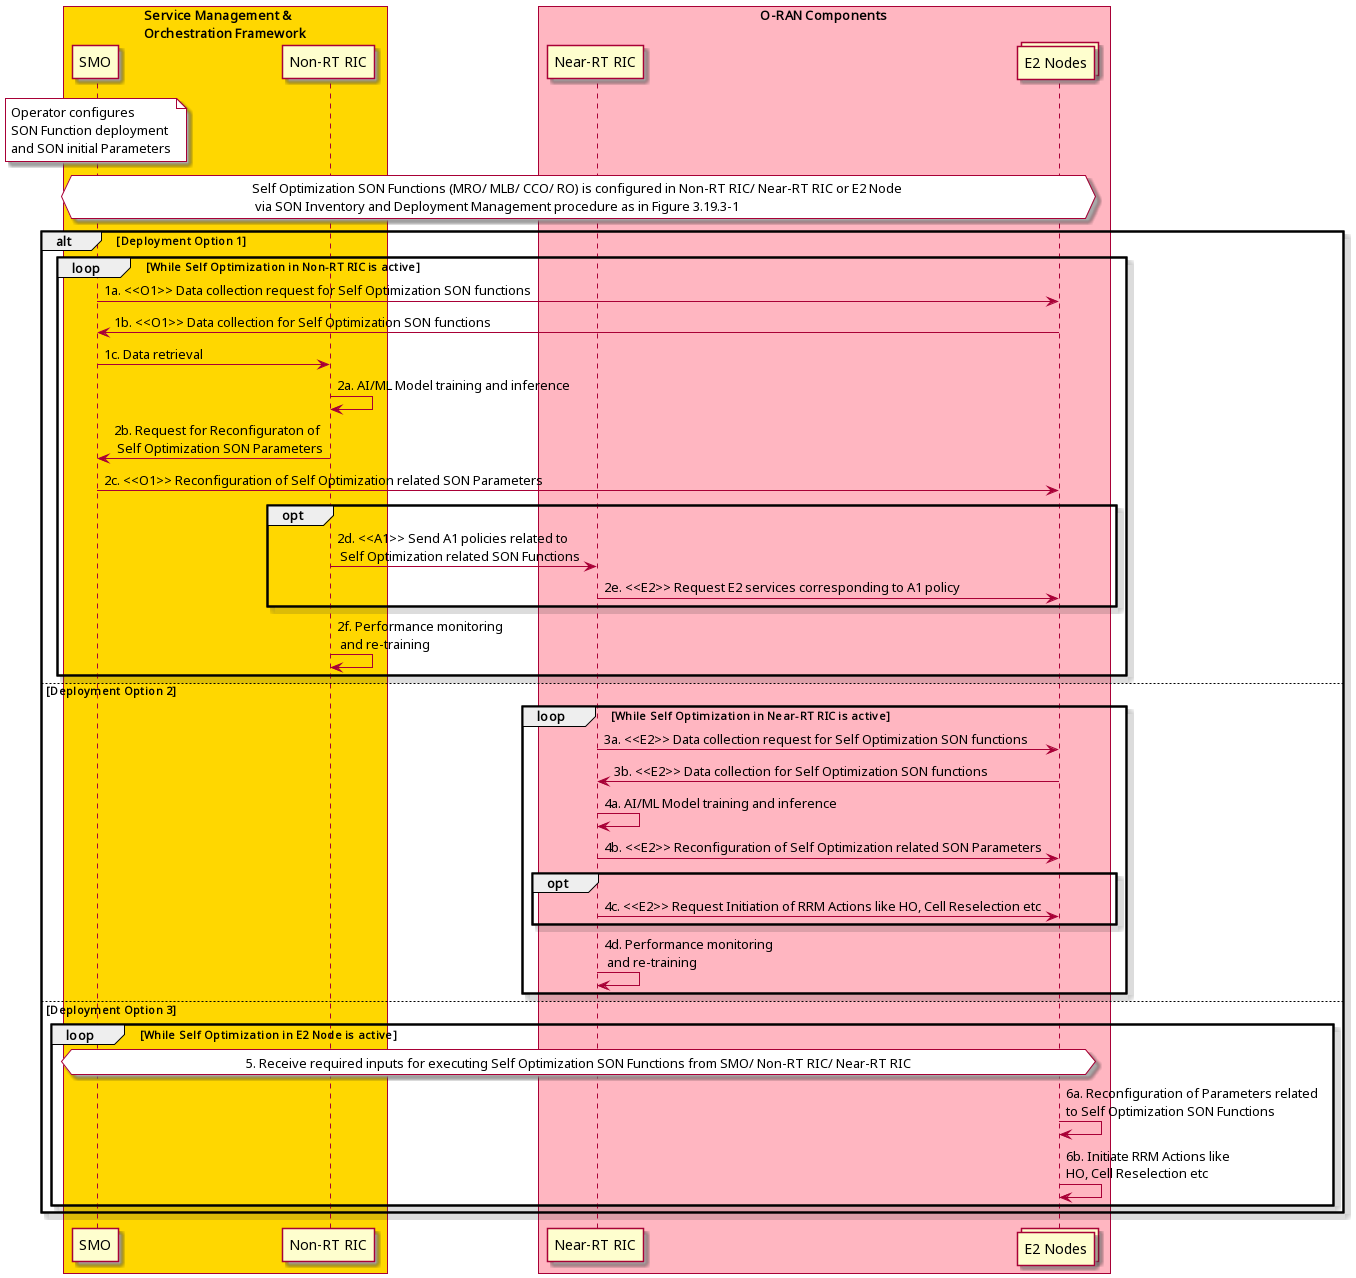 Service Management &
Orchestration Framework
O-RAN Components
SMO
Non-RT RIC
Near-RT RIC
E2 Nodes
Operator configures
SON Function deployment
and SON initial Parameters
Self Optimization SON Functions (MRO/ MLB/ CCO/ RO) is configured in Non-RT RIC/ Near-RT RIC or E2 Node
via SON Inventory and Deployment Management procedure as in Figure 3.19.3-1
alt [Deployment Option 1]
loop [While Self Optimization in Non-RT RIC is active]
1a. <<O1>> Data collection request for Self Optimization SON functions
1b. <<O1>> Data collection for Self Optimization SON functions
1c. Data retrieval
2a. AI/ML Model training and inference
2b. Request for Reconfiguraton of
Self Optimization SON Parameters
2c. <<O1>> Reconfiguration of Self Optimization related SON Parameters
opt
2d. <<A1>> Send A1 policies related to
Self Optimization related SON Functions
2e. <<E2>> Request E2 services corresponding to A1 policy
2f. Performance monitoring
and re-training
[Deployment Option 2]
loop [While Self Optimization in Near-RT RIC is active]
3a. <<E2>> Data collection request for Self Optimization SON functions
3b. <<E2>> Data collection for Self Optimization SON functions
4a. AI/ML Model training and inference
4b. <<E2>> Reconfiguration of Self Optimization related SON Parameters
opt
4c. <<E2>> Request Initiation of RRM Actions like HO, Cell Reselection etc
4d. Performance monitoring
and re-training
[Deployment Option 3]
loop [While Self Optimization in E2 Node is active]
5. Receive required inputs for executing Self Optimization SON Functions from SMO/ Non-RT RIC/ Near-RT RIC
6a. Reconfiguration of Parameters related
to Self Optimization SON Functions
6b. Initiate RRM Actions like
HO, Cell Reselection etc
SMO
Non-RT RIC
Near-RT RIC
E2 Nodes